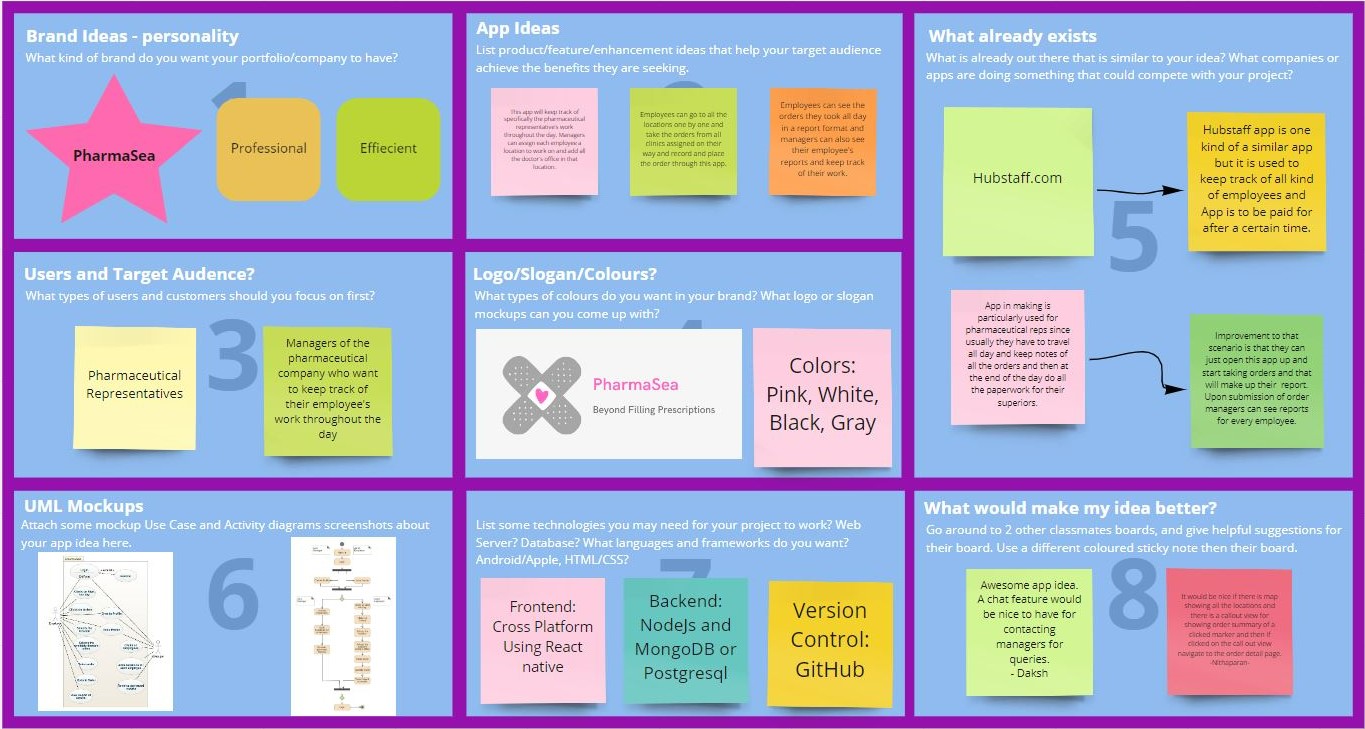 Brand Ideas - personality
What kind of brand do you want your portfolio/company to have?
1
PharmaSea
Professional
Effiecient
App Ideas
List product/feature/enhancement ideas that help your target audience
achieve the benefits they are seeking.
This app will keep track of
specifically the pharmaceutical
representative's work
throughout the day. Managers
can assign each employee a
location to work on and add all
the doctor's office in that
location.
Employees can go to all the
locations one by one and
take the orders from all
clinics assigned on their
way and record and place
the order through this app.
Employees can see the
orders they took all day
in a report format and
managers can also see
their employee's
reports and keep track
of their work.
What already exists
What is already out there that is similar to your idea? What companies or
apps are doing something that could compete with your project?
5
Hubstaff.com
Hubstaff app is one
kind of a similar app
but it is used to
keep track of all kind
of employees and
App is to be paid for
after a certain time.
App in making is
particularly used for
pharmaceutical reps since
usually they have to travel
all day and keep notes of
all the orders and then at
the end of the day do all
the paperwork for their
superiors.
Improvement to that
scenario is that they can
just open this app up and
start taking orders and that
will make up their report.
Upon submission of order
managers can see reports
for every employee.
Users and Target Audence?
What types of users and customers should you focus on first?
3
Pharmaceutical
Representatives
Managers of the
pharmaceutical
company who want
to keep track of
their employee's
work throughout the
day
Logo/Slogan/Colours?
What types of colours do you want in your brand? What logo or slogan
mockups can you come up with?
PharmaSea
Beyond Filling Prescriptions
Colors:
Pink, White,
Black, Gray
UML Mockups
Attach some mockup Use Case and Activity diagrams screenshots about
your app idea here.
6
List some technologies you may need for your project to work? Web
Server? Database? What languages and frameworks do you want?
Android/Apple, HTML/CSS?
7
Frontend:
Cross Platform
Using React
native
Backend:
NodeJs and
MongoDB or
Postgresql
Version
Control:
GitHub
What would make my idea better?
Go around to 2 other classmates boards, and give helpful suggestions for
their board. Use a different coloured sticky note then their board.
8
Awesome app idea.
A chat feature would
be nice to have for
contacting
managers for
queries.
- Daksh
It would be nice if there is map
showing all the locations and
there is a callout view for
showing order summary of a
clicked marker and then if
clicked on the call out view
navigate to the order detail page.
-Nithaparan-